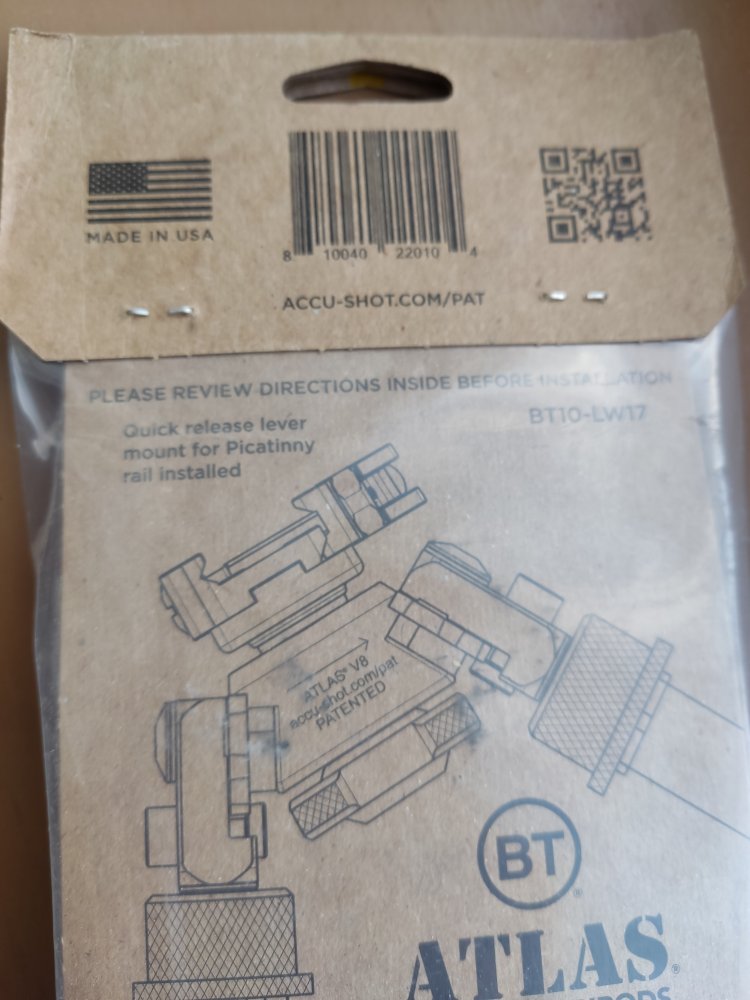 MADE IN USA
8 10040 22010 4
ACCU-SHOT.COM/PAT
PLEASE REVIEW DIRECTIONS INSIDE BEFORE INSTALLATION
BT10-LW17
Quick release lever
mount for Picatinny
rail installed
ATLAS® V8
accu-shot.com/pat
PATENTED
BT®
ATLAS®